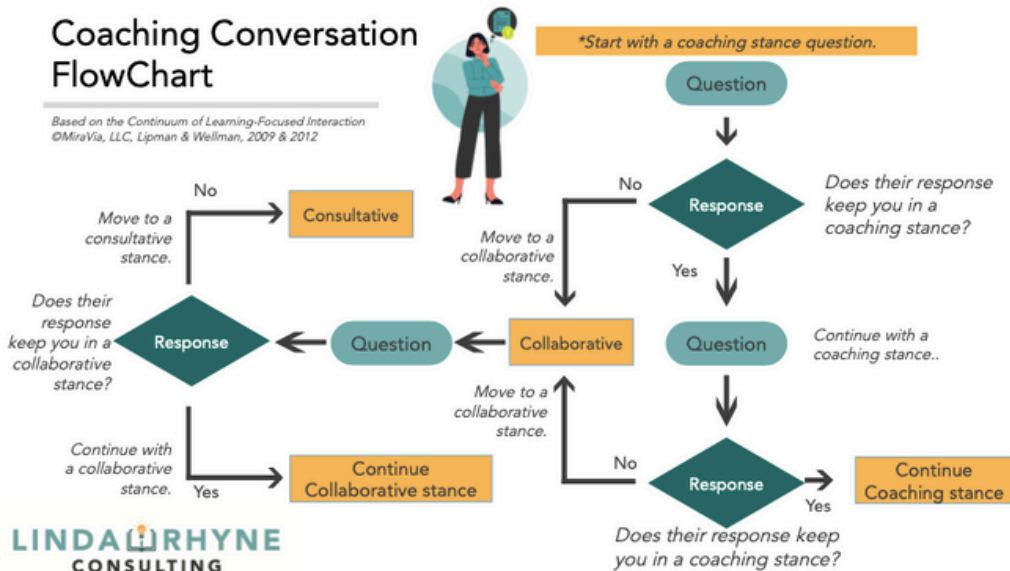 Coaching Conversation
FlowChart
Based on the Continuum of Learning-Focused Interaction
©MiraVia, LLC, Lipman & Wellman, 2009 & 2012
*Start with a coaching stance question.
Question
Response
Does their response
keep you in a
coaching stance?
No
Move to a
collaborative
stance.
Yes
Question
Continue with a
coaching stance..
Response
Does their response keep
you in a coaching stance?
Yes
Continue
Coaching stance
No
Move to a
collaborative
stance.
Collaborative
Question
Response
Does their
response
keep you in a
collaborative
stance?
No
Move to a
consultative
stance.
Consultative
Continue with
a collaborative
stance.
Yes
Continue
Collaborative stance
LINDA RHYNE
CONSULTING